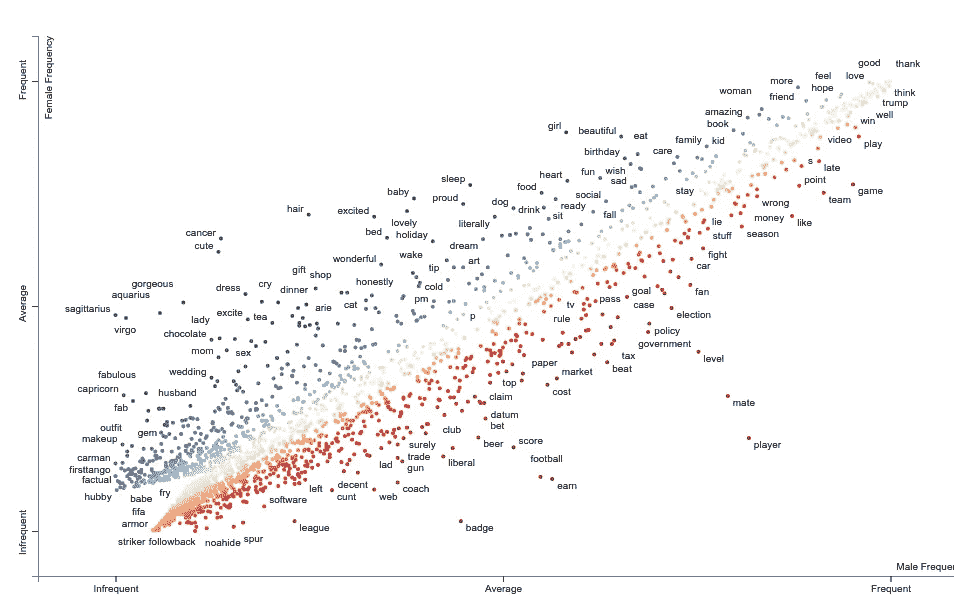 Frequent
Female Frequency
Average
Infrequent
good
thank
more
feel
love
woman
friend
hope
think
trump
amazing
well
win
book
girl
beautiful
eat
family
kid
video
play
birthday
care
s
late
sleep
heart
fun
wish
sad
point
game
baby
proud
food
social
stay
team
hair
excited
dog
drink
ready
wrong
lovely
literally
sit
fall
money
like
cancer
bed
holiday
lie
season
cute
dream
stuff
wonderful
wake
art
fight
gift
shop
tip
car
gorgeous
dress
cry
dinner
honestly
cold
goal
fan
aquarius
pm
pass
case
sagittarius
lady
excite
tea
arie
cat
p
tv
election
virgo
rule
policy
chocolate
government
mom
sex
tax
level
wedding
paper
market
beat
fabulous
capricorn
husband
top
cost
fab
claim
mate
outfit
gem
datum
makeup
club
bet
carman
surely
beer
score
player
firsttango
lad
trade
liberal
football
factual
gun
hubby
babe
fry
left
decent
coach
earn
fifa
software
cunt
web
armor
league
badge
striker
followback
noahide
spur
Male Frequen
Infrequent
Average
Frequent